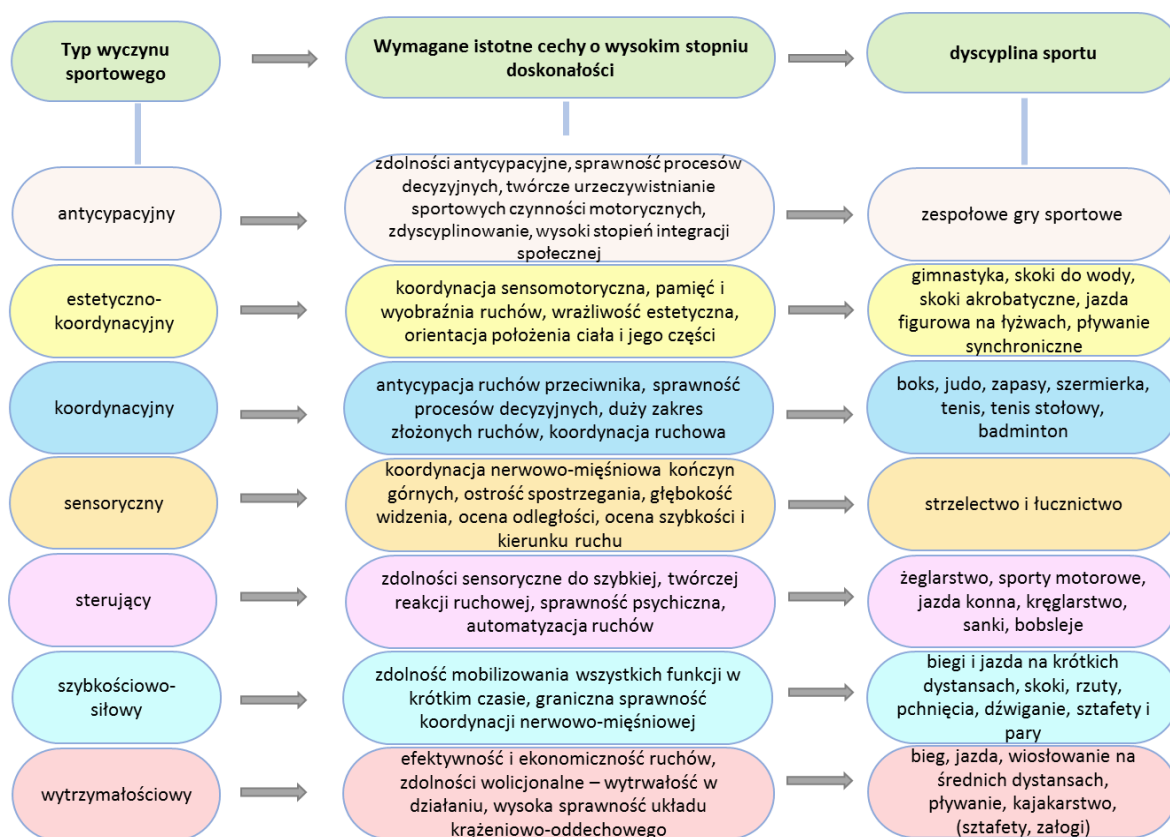 Typ wyczynu
sportowego
Wymagane istotne cechy o wysokim stopniu
doskonałości
dyscyplina sportu
antycypacyjny
zdolności antycypacyjne, sprawność procesów
decyzyjnych, twórcze urzeczywistnianie
sportowych czynności motorycznych,
zdyscyplinowanie, wysoki stopień integracji
społecznej
zespołowe gry sportowe
estetyczno-
koordynacyjny
koordynacja sensomotoryczna, pamięć i
wyobraźnia ruchów, wrażliwość estetyczna,
orientacja położenia ciała i jego części
gimnastyka, skoki do wody,
skoki akrobatyczne, jazda
figurowa na łyżwach, pływanie
synchroniczne
koordynacyjny
antycypacja ruchów przeciwnika, sprawność
procesów decyzyjnych, duży zakres
złożonych ruchów, koordynacja ruchowa
boks, judo, zapasy, szermierka,
tenis, tenis stołowy,
badminton
sensoryczny
koordynacja nerwowo-mięśniowa kończyn
górnych, ostrość spostrzegania, głębokość
widzenia, ocena odległości, ocena szybkości i
kierunku ruchu
strzelectwo i łucznictwo
sterujący
zdolności sensoryczne do szybkiej, twórczej
reakcji ruchowej, sprawność psychiczna,
automatyzacja ruchów
żeglarstwo, sporty motorowe,
jazda konna, kręglarstwo,
sanki, bobsleje
szybkościowo-
siłowy
zdolność mobilizowania wszystkich funkcji w
krótkim czasie, graniczna sprawność
koordynacji nerwowo-mięśniowej
biegi i jazda na krótkich
dystansach, skoki, rzuty,
pchnięcia, dźwiganie, sztafety i
pary
wytrzymałościowy
efektywność i ekonomiczność ruchów,
zdolności wolicjonalne – wytrwałość w
działaniu, wysoka sprawność układu
krążeniowo-oddechowego
bieg, jazda, wiosłowanie na
średnich dystansach,
pływanie, kajakarstwo,
(sztafety, załogi)